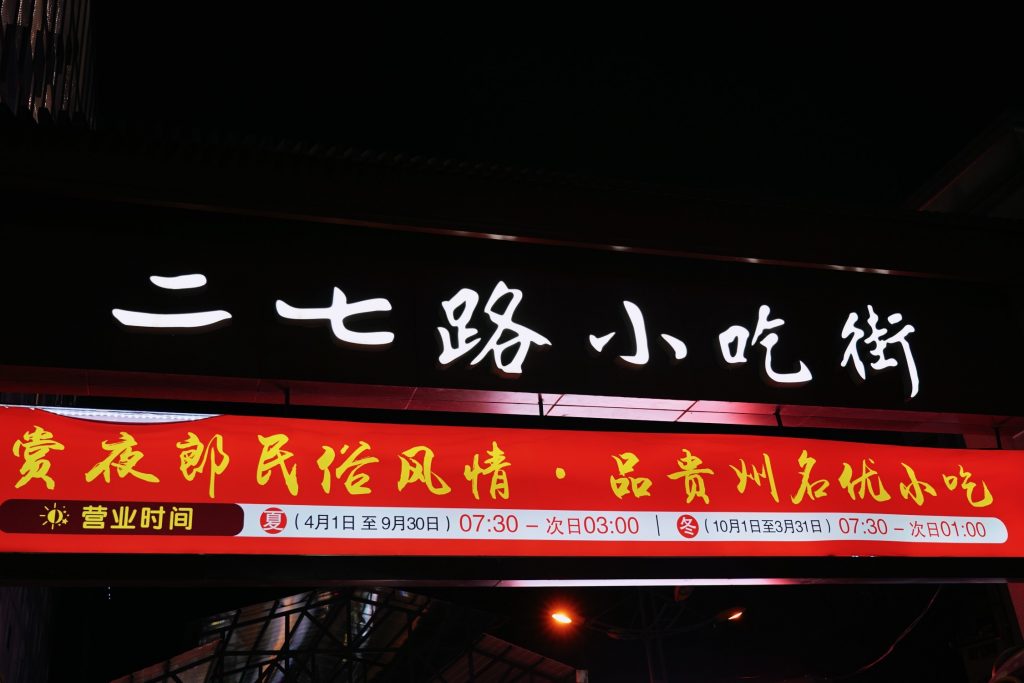 二七路小吃街
赏夜郎民俗风情·品贵州名优小吃
营业时间 夏(4月1日至9月30日) 07:30 – 次日03:00 | 冬(10月1日至3月31日) 07:30 – 次日01:00